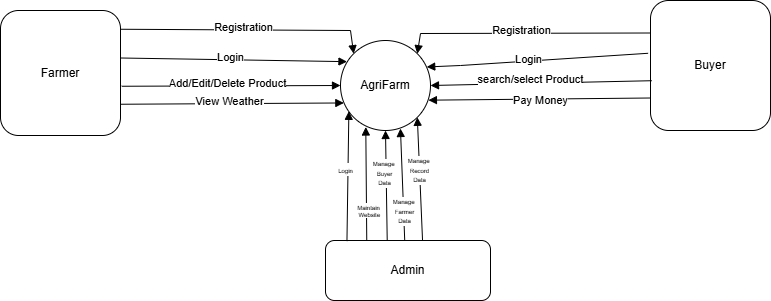 Registration
Login
Farmer
Add/Edit/Delete Product
View Weather
AgriFarm
Registration
Login
Buyer
search/select Product
Pay Money
Login
Maintain
Website
Manage
Buyer
Data
Manage
Farmer
Data
Manage
Record
Data
Admin